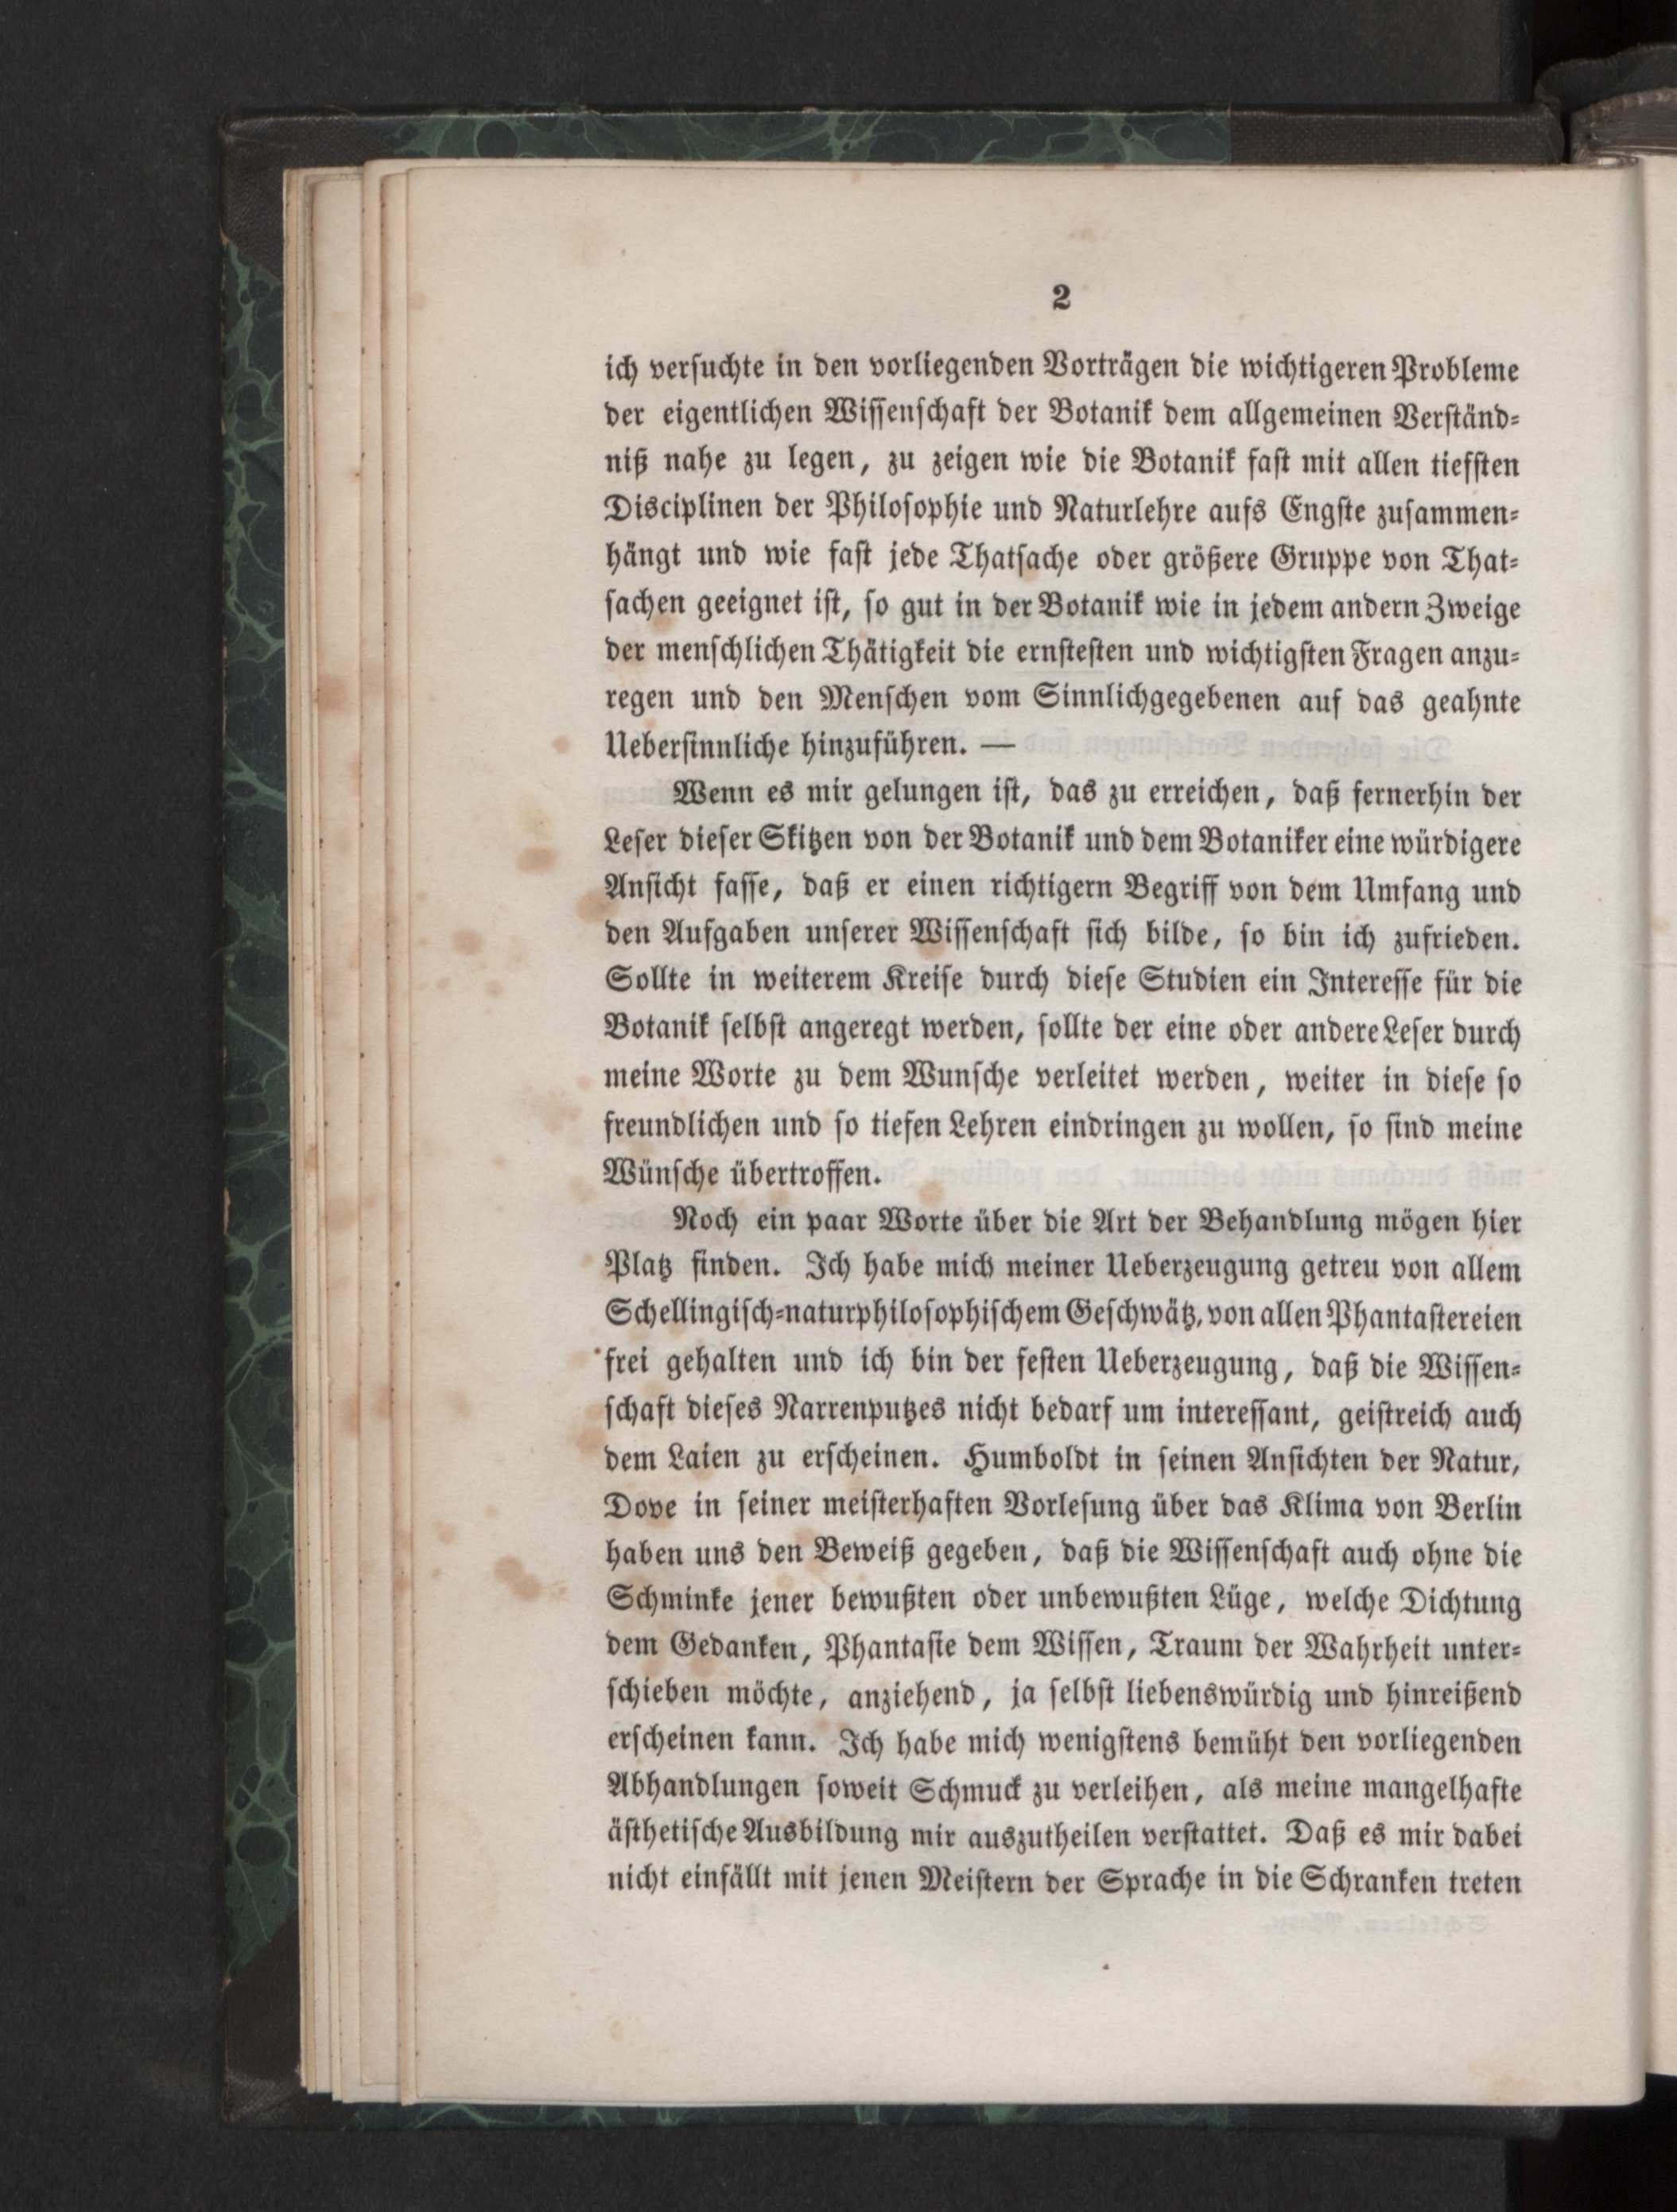 2
ich versuchte in den vorliegenden Vorträgen die wichtigeren Probleme
der eigentlichen Wissenschaft der Botanik dem allgemeinen Verständ-
niß nahe zu legen, zu zeigen wie die Botanik fast mit allen tiefsten
Disciplinen der Philosophie und Naturlehre aufs Engste zusammen-
hängt und wie fast jede Thatsache oder größere Gruppe von That-
sachen geeignet ist, so gut in der Botanik wie in jedem andern Zweige
der menschlichen Thätigkeit die ernstesten und wichtigsten Fragen anzu-
regen und den Menschen vom Sinnlichgegebenen auf das geahnte
Uebersinnliche hinzuführen. —
Wenn es mir gelungen ist, das zu erreichen, daß fernerhin der
Leser dieser Skitzen von der Botanik und dem Botaniker eine würdigere
Ansicht fasse, daß er einen richtigern Begriff von dem Umfang und
den Aufgaben unserer Wissenschaft sich bilde, so bin ich zufrieden.
Sollte in weiterem Kreise durch diese Studien ein Interesse für die
Botanik selbst angeregt werden, sollte der eine oder andere Leser durch
meine Worte zu dem Wunsche verleitet werden, weiter in diese so
freundlichen und so tiefen Lehren eindringen zu wollen, so sind meine
Wünsche übertroffen.
Noch ein paar Worte über die Art der Behandlung mögen hier
Platz finden. Ich habe mich meiner Ueberzeugung getreu von allem
Schellingisch-naturphilosophischem Geschwätz, von allen Phantastereien
frei gehalten und ich bin der festen Ueberzeugung, daß die Wissen-
schaft dieses Narrenputzes nicht bedarf um interessant, geistreich auch
dem Laien zu erscheinen. Humboldt in seinen Ansichten der Natur,
Dove in seiner meisterhaften Vorlesung über das Klima von Berlin
haben uns den Beweiß gegeben, daß die Wissenschaft auch ohne die
Schminke jener bewußten oder unbewußten Lüge, welche Dichtung
dem Gedanken, Phantasie dem Wissen, Traum der Wahrheit unter-
schieben möchte, anziehend, ja selbst liebenswürdig und hinreißend
erscheinen kann. Ich habe mich wenigstens bemüht den vorliegenden
Abhandlungen soweit Schmuck zu verleihen, als meine mangelhafte
ästhetische Ausbildung mir auszutheilen verstattet. Daß es mir dabei
nicht einfällt mit jenen Meistern der Sprache in die Schranken treten